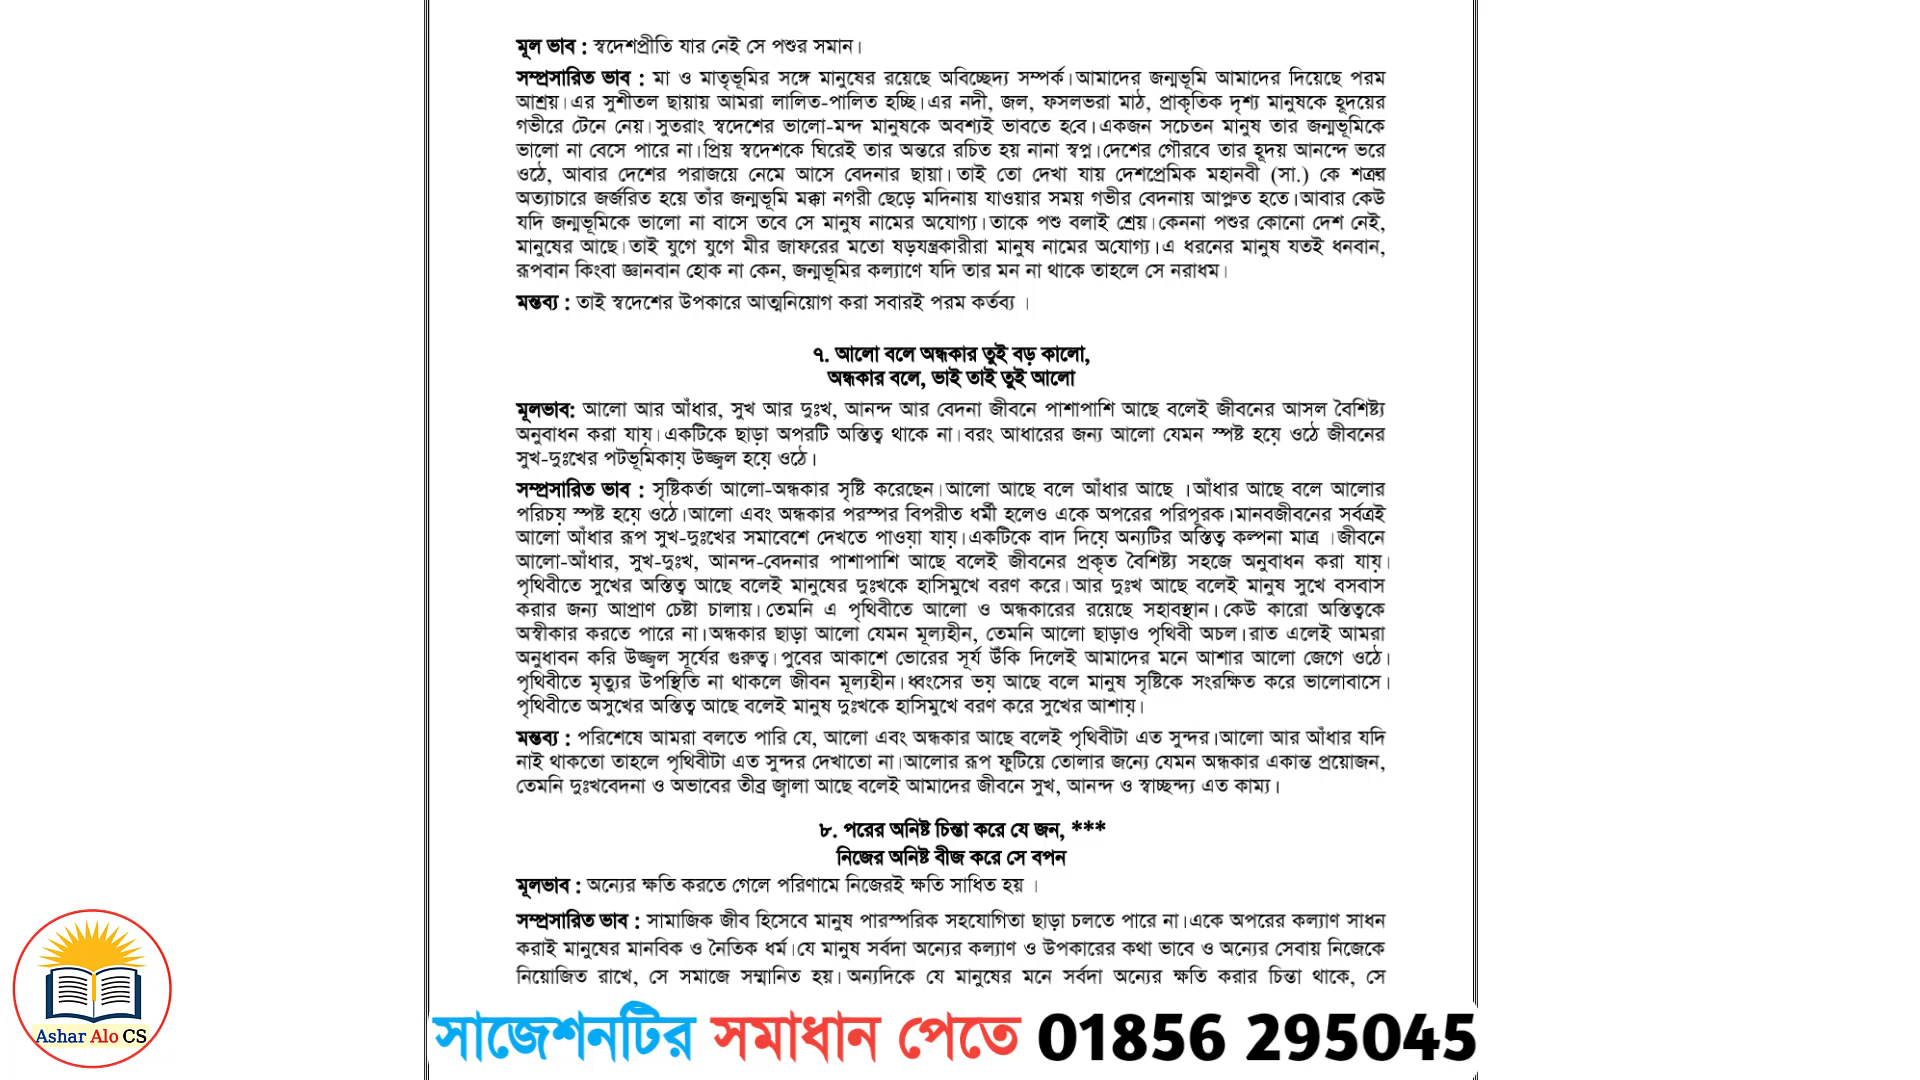 মূল ভাব : স্বদেশপ্রীতি যার নেই সে পশুর সমান।
সম্প্রসারিত ভাব : মা ও মাতৃভূমির সঙ্গে মানুষের রয়েছে অবিচ্ছেদ্য সম্পর্ক। আমাদের জন্মভূমি আমাদের দিয়েছে পরম
আশ্রয়। এর সুশীতল ছায়ায় আমরা লালিত-পালিত হচ্ছি। এর নদী, জল, ফসলভরা মাঠ, প্রাকৃতিক দৃশ্য মানুষকে হৃদয়ের
গভীরে টেনে নেয়। সুতরাং স্বদেশের ভালো-মন্দ মানুষকে অবশ্যই ভাবতে হবে। একজন সচেতন মানুষ তার জন্মভূমিকে
ভালো না বেসে পারে না। প্রিয় স্বদেশকে ঘিরেই তার অন্তরে রচিত হয় নানা স্বপ্ন। দেশের গৌরবে তার হৃদয় আনন্দে ভরে
ওঠে, আবার দেশের পরাজয়ে নেমে আসে বেদনার ছায়া। তাই তো দেখা যায় দেশপ্রেমিক মহানবী (সা.) কে শত্রুর
অত্যাচারে জর্জরিত হয়ে তাঁর জন্মভূমি মক্কা নগরী ছেড়ে মদিনায় যাওয়ার সময় গভীর বেদনায় আপ্লুত হতে। আবার কেউ
যদি জন্মভূমিকে ভালো না বাসে তবে সে মানুষ নামের অযোগ্য। তাকে পশু বলাই শ্রেয়। কেননা পশুর কোনো দেশ নেই,
মানুষের আছে। তাই যুগে যুগে মীর জাফরের মতো ষড়যন্ত্রকারীরা মানুষ নামের অযোগ্য। এ ধরনের মানুষ যতই ধনবান,
রূপবান কিংবা জ্ঞানবান হোক না কেন, জন্মভূমির কল্যাণে যদি তার মন না থাকে তাহলে সে নরাধম।
মন্তব্য : তাই স্বদেশের উপকারে আত্মনিয়োগ করা সবারই পরম কর্তব্য ।
৭. আলো বলে অন্ধকার তুই বড় কালো,
অন্ধকার বলে, ভাই তাই তুই আলো
মূলভাব: আলো আর আঁধার, সুখ আর দুঃখ, আনন্দ আর বেদনা জীবনে পাশাপাশি আছে বলেই জীবনের আসল বৈশিষ্ট্য
অনুবাধন করা যায়। একটিকে ছাড়া অপরটি অস্তিত্ব থাকে না। বরং আধারের জন্য আলো যেমন স্পষ্ট হয়ে ওঠে জীবনের
সুখ-দুঃখের পটভূমিকায় উজ্জ্বল হয়ে ওঠে।
সম্প্রসারিত ভাব : সৃষ্টিকর্তা আলো-অন্ধকার সৃষ্টি করেছেন। আলো আছে বলে আঁধার আছে । আঁধার আছে বলে আলোর
পরিচয় স্পষ্ট হয়ে ওঠে। আলো এবং অন্ধকার পরস্পর বিপরীত ধর্মী হলেও একে অপরের পরিপূরক। মানবজীবনের সর্বত্রই
আলো আঁধার রূপ সুখ-দুঃখের সমাবেশে দেখতে পাওয়া যায়। একটিকে বাদ দিয়ে অন্যটির অস্তিত্ব কল্পনা মাত্র । জীবনে
আলো-আঁধার, সুখ-দুঃখ, আনন্দ-বেদনার পাশাপাশি আছে বলেই জীবনের প্রকৃত বৈশিষ্ট্য সহজে অনুবাধন করা যায়।
পৃথিবীতে সুখের অস্তিত্ব আছে বলেই মানুষের দুঃখকে হাসিমুখে বরণ করে। আর দুঃখ আছে বলেই মানুষ সুখে বসবাস
করার জন্য আপ্রাণ চেষ্টা চালায়। তেমনি এ পৃথিবীতে আলো ও অন্ধকারের রয়েছে সহাবস্থান। কেউ কারো অস্তিত্বকে
অস্বীকার করতে পারে না। অন্ধকার ছাড়া আলো যেমন মূল্যহীন, তেমনি আলো ছাড়াও পৃথিবী অচল। রাত এলেই আমরা
অনুধাবন করি উজ্জ্বল সূর্যের গুরুত্ব। পুবের আকাশে ভোরের সূর্য উঁকি দিলেই আমাদের মনে আশার আলো জেগে ওঠে।
পৃথিবীতে মৃত্যুর উপস্থিতি না থাকলে জীবন মূল্যহীন। ধ্বংসের ভয় আছে বলে মানুষ সৃষ্টিকে সংরক্ষিত করে ভালোবাসে।
পৃথিবীতে অসুখের অস্তিত্ব আছে বলেই মানুষ দুঃখকে হাসিমুখে বরণ করে সুখের আশায়।
মন্তব্য : পরিশেষে আমরা বলতে পারি যে, আলো এবং অন্ধকার আছে বলেই পৃথিবীটা এত সুন্দর। আলো আর আঁধার যদি
নাই থাকতো তাহলে পৃথিবীটা এত সুন্দর দেখাতো না। আলোর রূপ ফুটিয়ে তোলার জন্যে যেমন অন্ধকার একান্ত প্রয়োজন,
তেমনি দুঃখবেদনা ও অভাবের তীব্র জ্বালা আছে বলেই আমাদের জীবনে সুখ, আনন্দ ও স্বাচ্ছন্দ্য এত কাম্য।
৮. পরের অনিষ্ট চিন্তা করে যে জন, ***
নিজের অনিষ্ট বীজ করে সে বপন
মূলভাব : অন্যের ক্ষতি করতে গেলে পরিণামে নিজেরই ক্ষতি সাধিত হয় ।
সম্প্রসারিত ভাব : সামাজিক জীব হিসেবে মানুষ পারস্পরিক সহযোগিতা ছাড়া চলতে পারে না। একে অপরের কল্যাণ সাধন
করাই মানুষের মানবিক ও নৈতিক ধর্ম। যে মানুষ সর্বদা অন্যের কল্যাণ ও উপকারের কথা ভাবে ও অন্যের সেবায় নিজেকে
নিয়োজিত রাখে, সে সমাজে সম্মানিত হয়। অন্যদিকে যে মানুষের মনে সর্বদা অন্যের ক্ষতি করার চিন্তা থাকে, সে
সাজেশনটির সমাধান পেতে 01856 295045
Ashar Alo CS